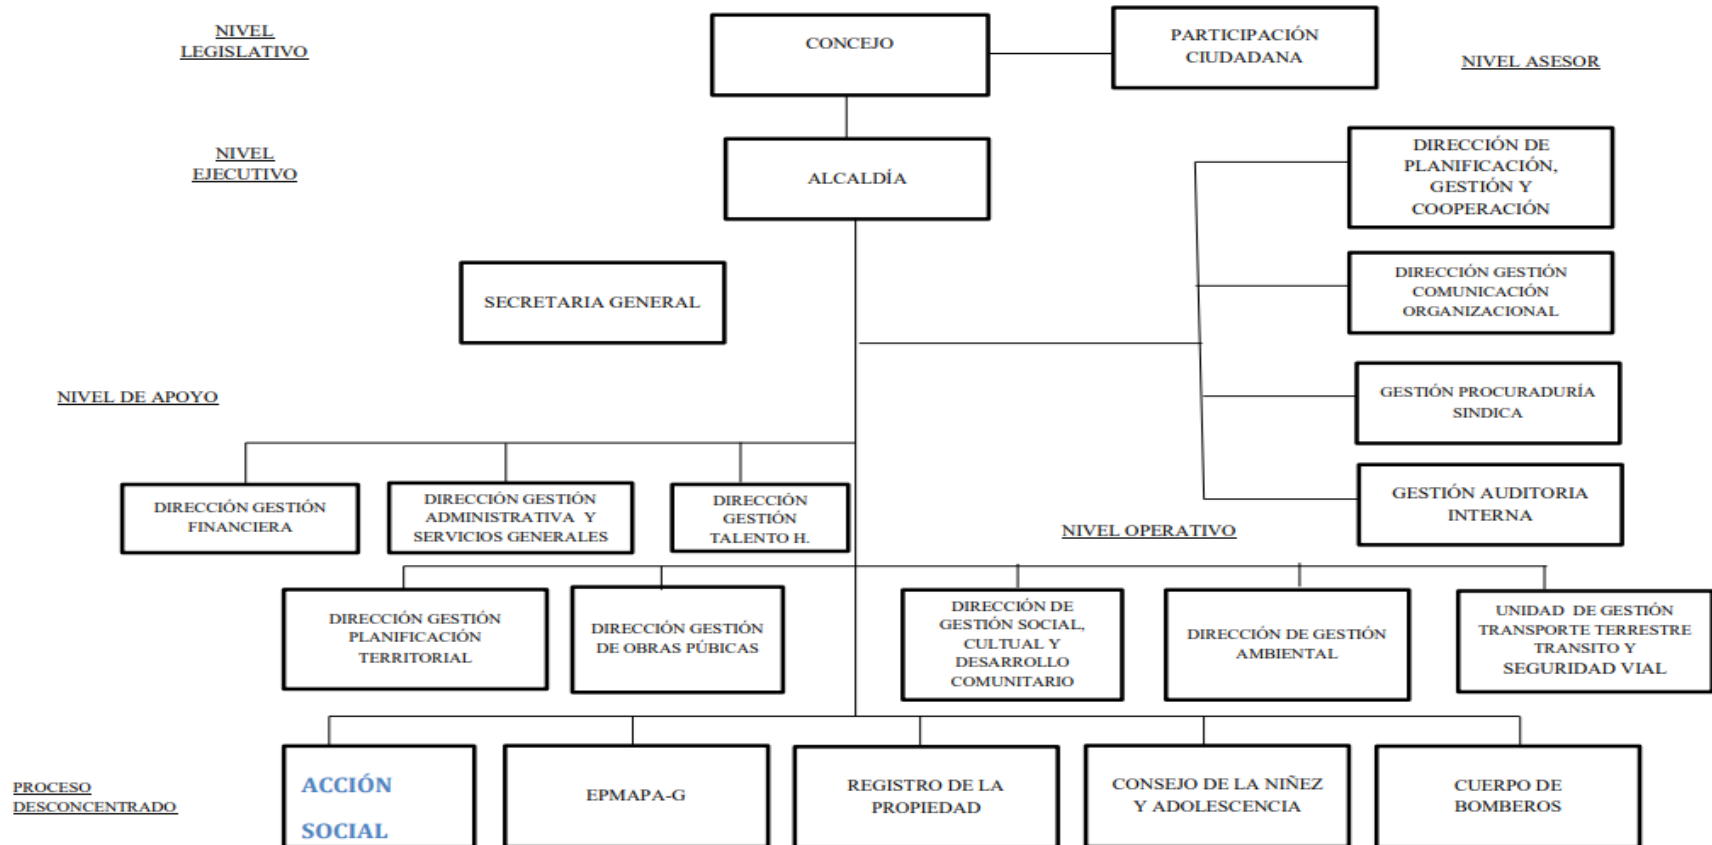 NIVEL
LEGISLATIVO
CONCEJO
PARTICIPACIÓN
CIUDADANA
NIVEL ASESOR
NIVEL
EJECUTIVO
ALCALDÍA
DIRECCIÓN DE
PLANIFICACIÓN,
GESTIÓN Y
COOPERACIÓN
SECRETARIA GENERAL
DIRECCIÓN GESTIÓN
COMUNICACIÓN
ORGANIZACIONAL
NIVEL DE APOYO
GESTIÓN PROCURADURÍA
SINDICA
DIRECCIÓN GESTIÓN
FINANCIERA
DIRECCIÓN GESTIÓN
ADMINISTRATIVA Y
SERVICIOS GENERALES
DIRECCIÓN
GESTIÓN
TALENTO H.
GESTIÓN AUDITORIA
INTERNA
NIVEL OPERATIVO
DIRECCIÓN GESTIÓN
PLANIFICACIÓN
TERRITORIAL
DIRECCIÓN GESTIÓN
DE OBRAS PÚBICAS
DIRECCIÓN DE
GESTIÓN SOCIAL,
CULTUAL Y
DESARROLLO
COMUNITARIO
DIRECCIÓN DE GESTIÓN
AMBIENTAL
UNIDAD DE GESTIÓN
TRANSPORTE TERRESTRE
TRANSITO Y
SEGURIDAD VIAL
PROCESO
DESCONCENTRADO
ACCIÓN
SOCIAL
EPMAPA-G
REGISTRO DE LA
PROPIEDAD
CONSEJO DE LA NIÑEZ
Y ADOLESCENCIA
CUERPO DE
BOMBEROS